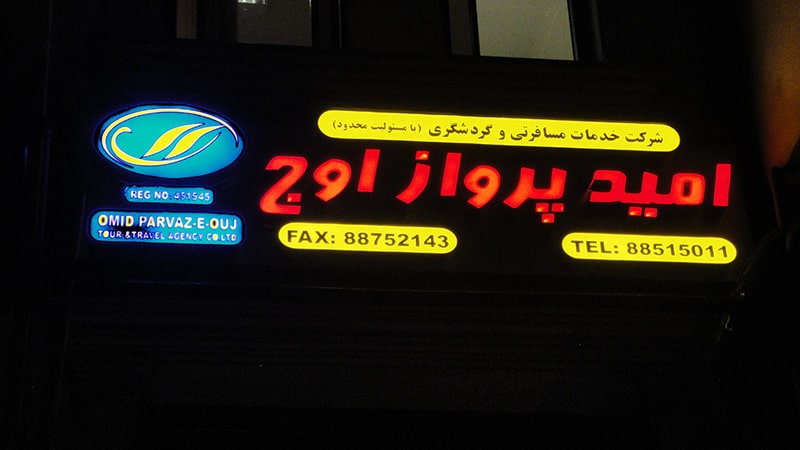 شرکت خدمات مسافرتی و گردشگری (با مسئولیت محدود)
امید پرواز اوج
REG NO: 451545
OMID PARVAZ-E-OUJ
TOUR & TRAVEL AGENCY CO LTD
FAX: 88752143
TEL: 88515011